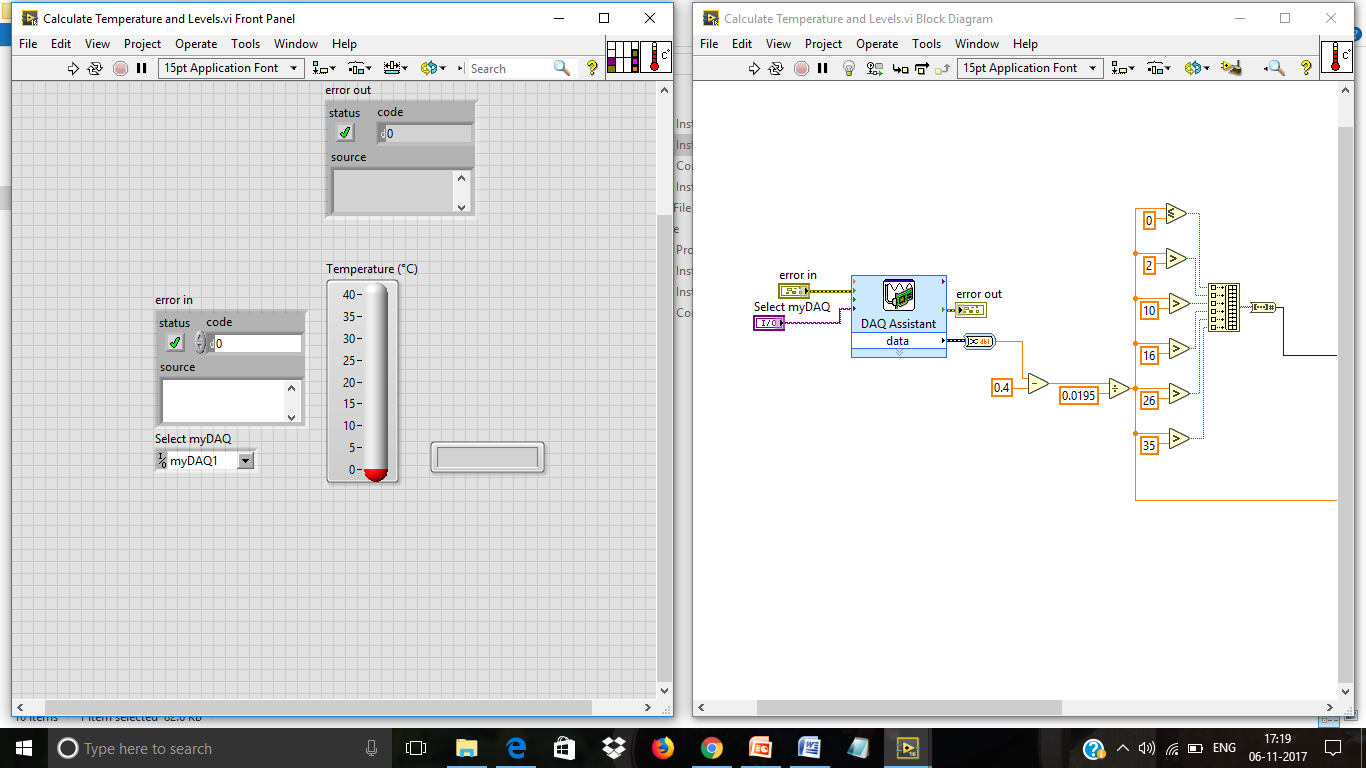 Calculate Temperature and Levels.vi Front Panel
File Edit View Project Operate Tools Window Help
15pt Application Font
Search
?
C°
error out
status code
0
source
Temperature (°C)
40
35
30
25
20
15
10
5
0
error in
status code
0
source
Select myDAQ
I/O myDAQ1
Calculate Temperature and Levels.vi Block Diagram
File Edit View Project Operate Tools Window Help
15pt Application Font
?
C°
error in
Select myDAQ
I/O
DAQ Assistant
data
error out
dbl
0.4
-
0.0195
÷
0 ≤
2 >
10 >
16 >
26 >
35 >
Inst
Inst
Co
Inst
File
e
Pro
Inst
Inst
Co
10 items 1 item selected 82.0 KB
Type here to search
ENG
17:19
06-11-2017